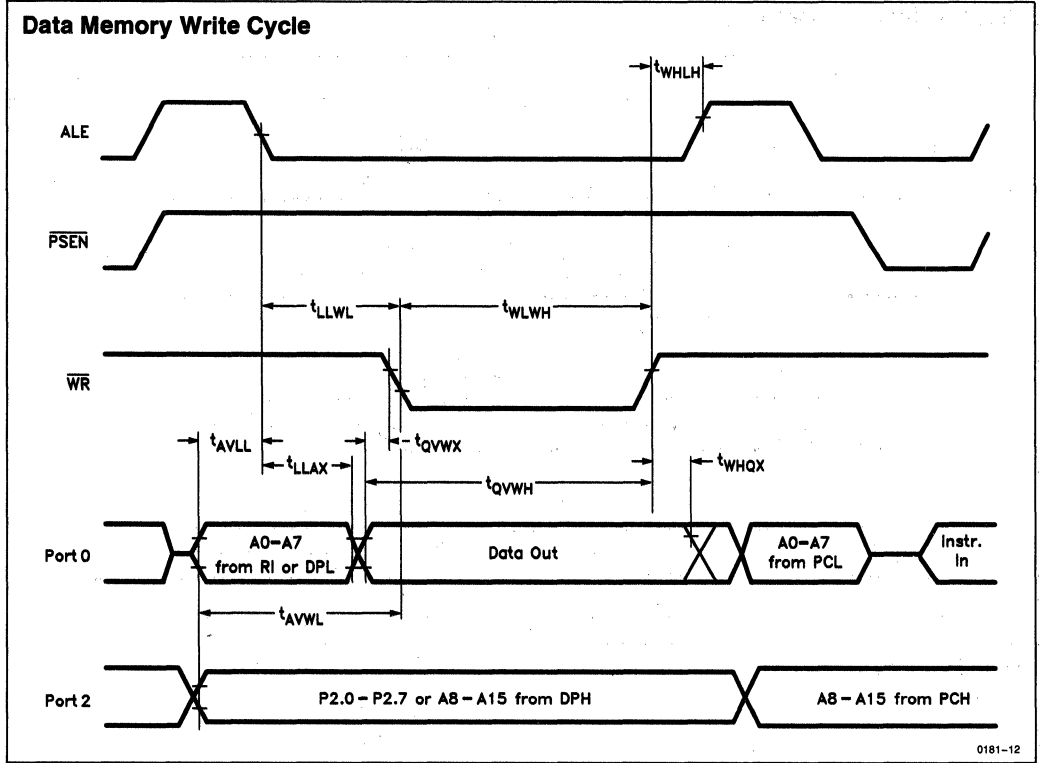 Data Memory Write Cycle
tWHLH
ALE
PSEN
tLLWL
tWLWH
WR
tAVLL
tQVWX
tLLAX
tWHQX
tQVWH
Port 0
A0–A7
from RI or DPL
Data Out
A0–A7
from PCL
Instr.
In
tAVWL
Port 2
P2.0–P2.7 or A8–A15 from DPH
A8–A15 from PCH
0181–12